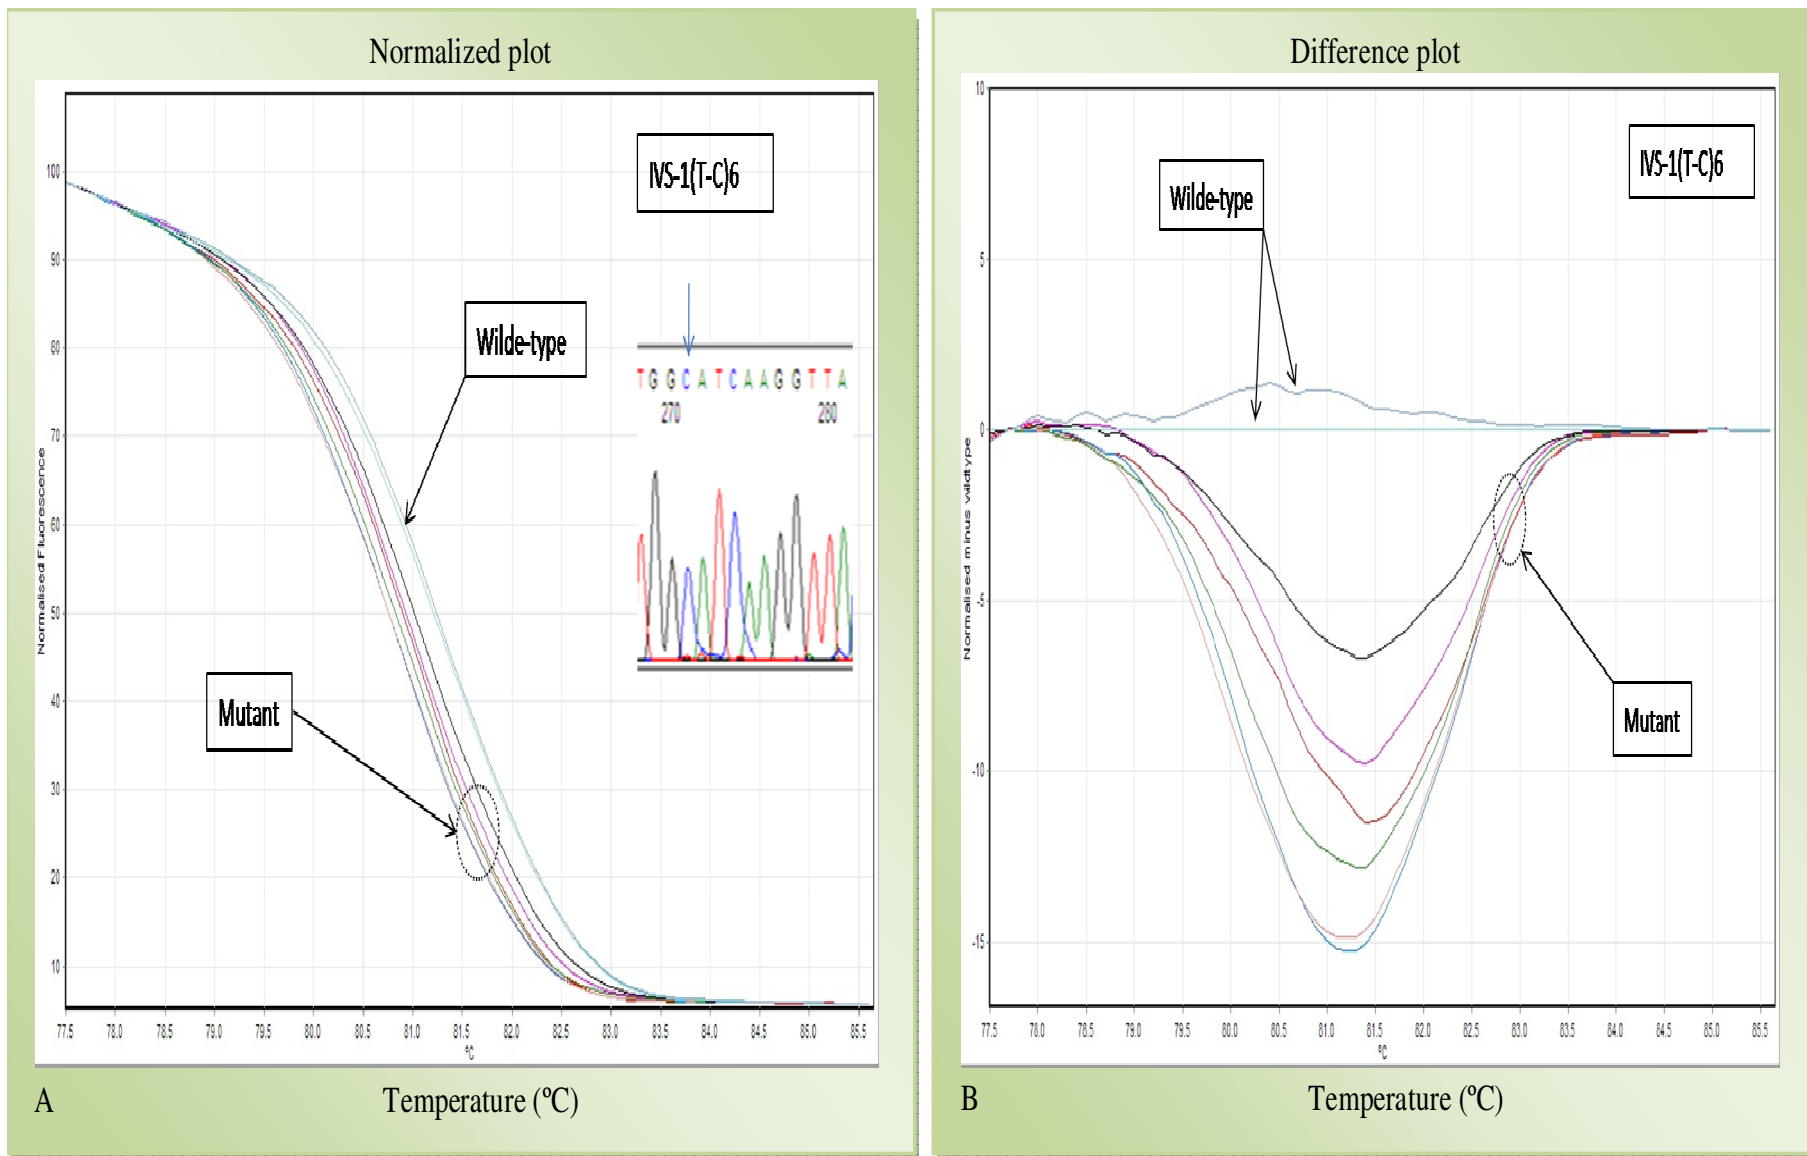 Normalized plot
IVS-1(T-C)6
Wilde-type
TGGCATCAAGGTTA
270 280
Mutant
Normalised Fluorescence
100
90
80
70
60
50
40
30
20
10
77.5 78.0 78.5 79.0 79.5 80.0 80.5 81.0 81.5 82.0 82.5 83.0 83.5 84.0 84.5 85.0 85.5
ºC
A
Temperature (ºC)
Difference plot
IVS-1(T-C)6
Wilde-type
Mutant
Normalised minus wildtype
10
5
0
-5
-10
-15
77.5 78.0 78.5 79.0 79.5 80.0 80.5 81.0 81.5 82.0 82.5 83.0 83.5 84.0 84.5 85.0 85.5
ºC
B
Temperature (ºC)